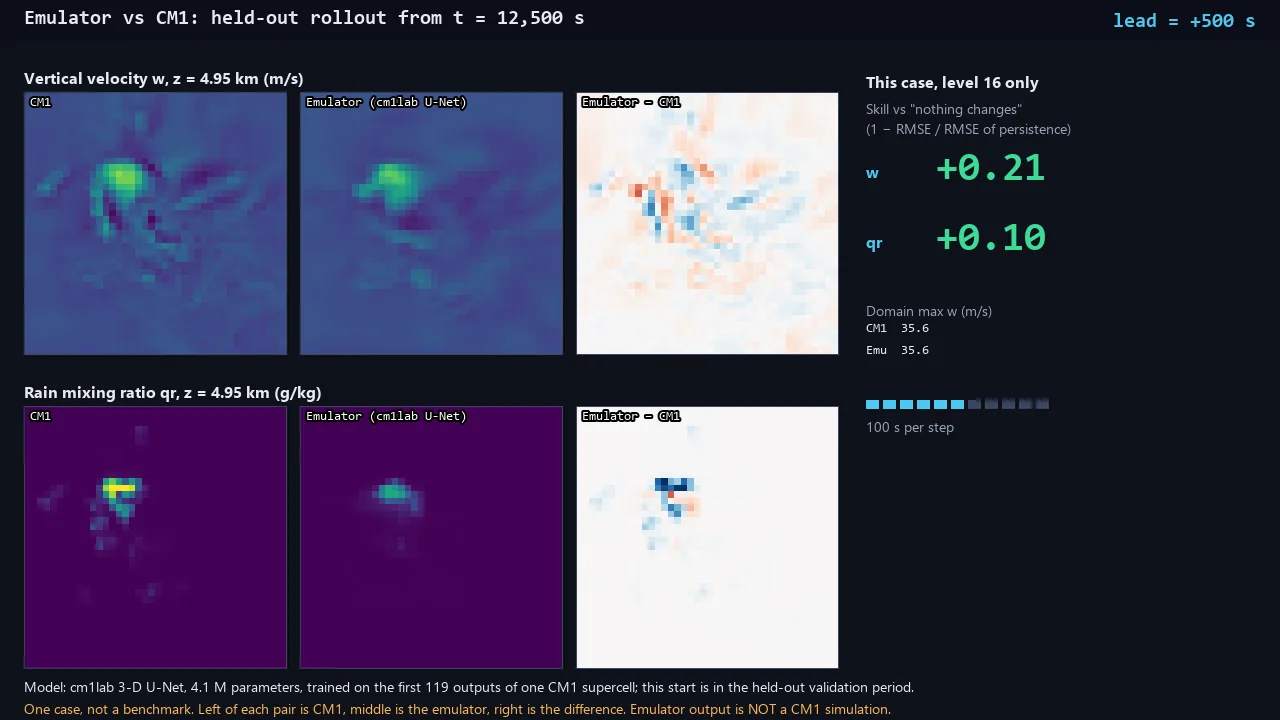 Emulator vs CM1: held-out rollout from t = 12,500 s
lead = +500 s
Vertical velocity w, z = 4.95 km (m/s)
CM1
Emulator (cm1lab U-Net)
Emulator − CM1
This case, level 16 only
Skill vs "nothing changes"
(1 − RMSE / RMSE of persistence)
w +0.21
qr +0.10
Domain max w (m/s)
CM1 35.6
Emu 35.6
100 s per step
Rain mixing ratio qr, z = 4.95 km (g/kg)
CM1
Emulator (cm1lab U-Net)
Emulator − CM1
Model: cm1lab 3-D U-Net, 4.1 M parameters, trained on the first 119 outputs of one CM1 supercell; this start is in the held-out validation period.
One case, not a benchmark. Left of each pair is CM1, middle is the emulator, right is the difference. Emulator output is NOT a CM1 simulation.